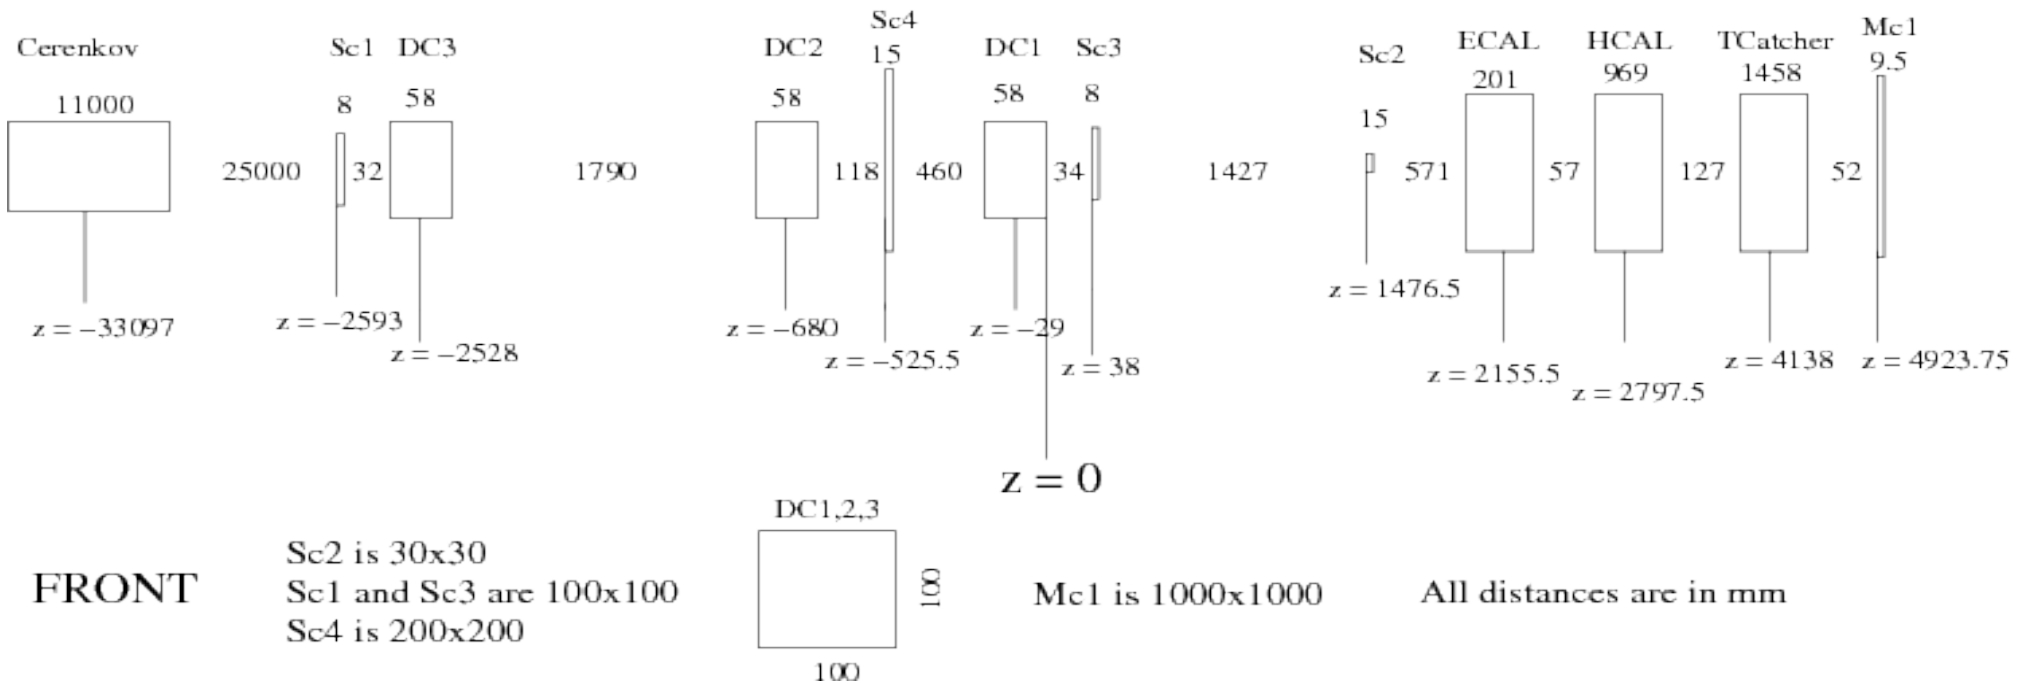 Cerenkov Sc1 DC3 DC2 Sc4 DC1 Sc3 Sc2 ECAL HCAL TCatcher Mc1
11000 8 58 58 15 58 8 15 201 969 1458 9.5
25000 32 1790 118 460 34 1427 571 57 127 52
z = −33097 z = −2593 z = −2528 z = −680 z = −525.5 z = −29 z = 38 z = 1476.5 z = 2155.5 z = 2797.5 z = 4138 z = 4923.75
z = 0
DC1,2,3
100
100
FRONT
Sc2 is 30x30
Sc1 and Sc3 are 100x100
Sc4 is 200x200
Mc1 is 1000x1000
All distances are in mm